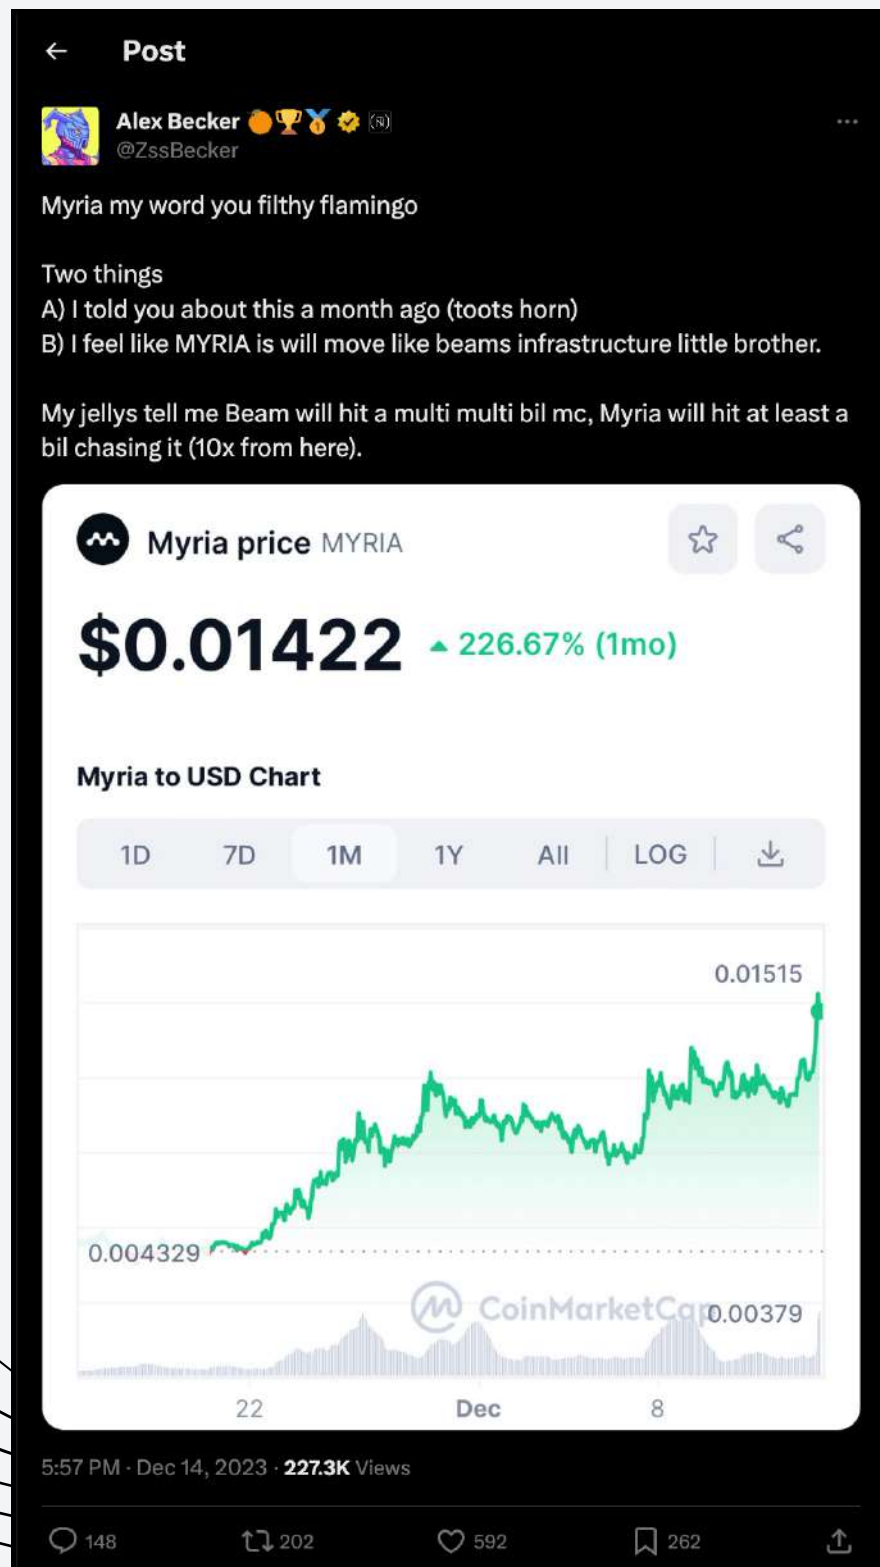 Post
Alex Becker
@ZssBecker
Myria my word you filthy flamingo
Two things
A) I told you about this a month ago (toots horn)
B) I feel like MYRIA is will move like beams infrastructure little brother.
My jellys tell me Beam will hit a multi multi bil mc, Myria will hit at least a
bil chasing it (10x from here).
Myria price MYRIA
$0.01422 226.67% (1mo)
Myria to USD Chart
1D 7D 1M 1Y All LOG
0.01515
0.004329
CoinMarketCap
0.00379
22 Dec 8
5:57 PM · Dec 14, 2023 · 227.3K Views
148 202 592 262